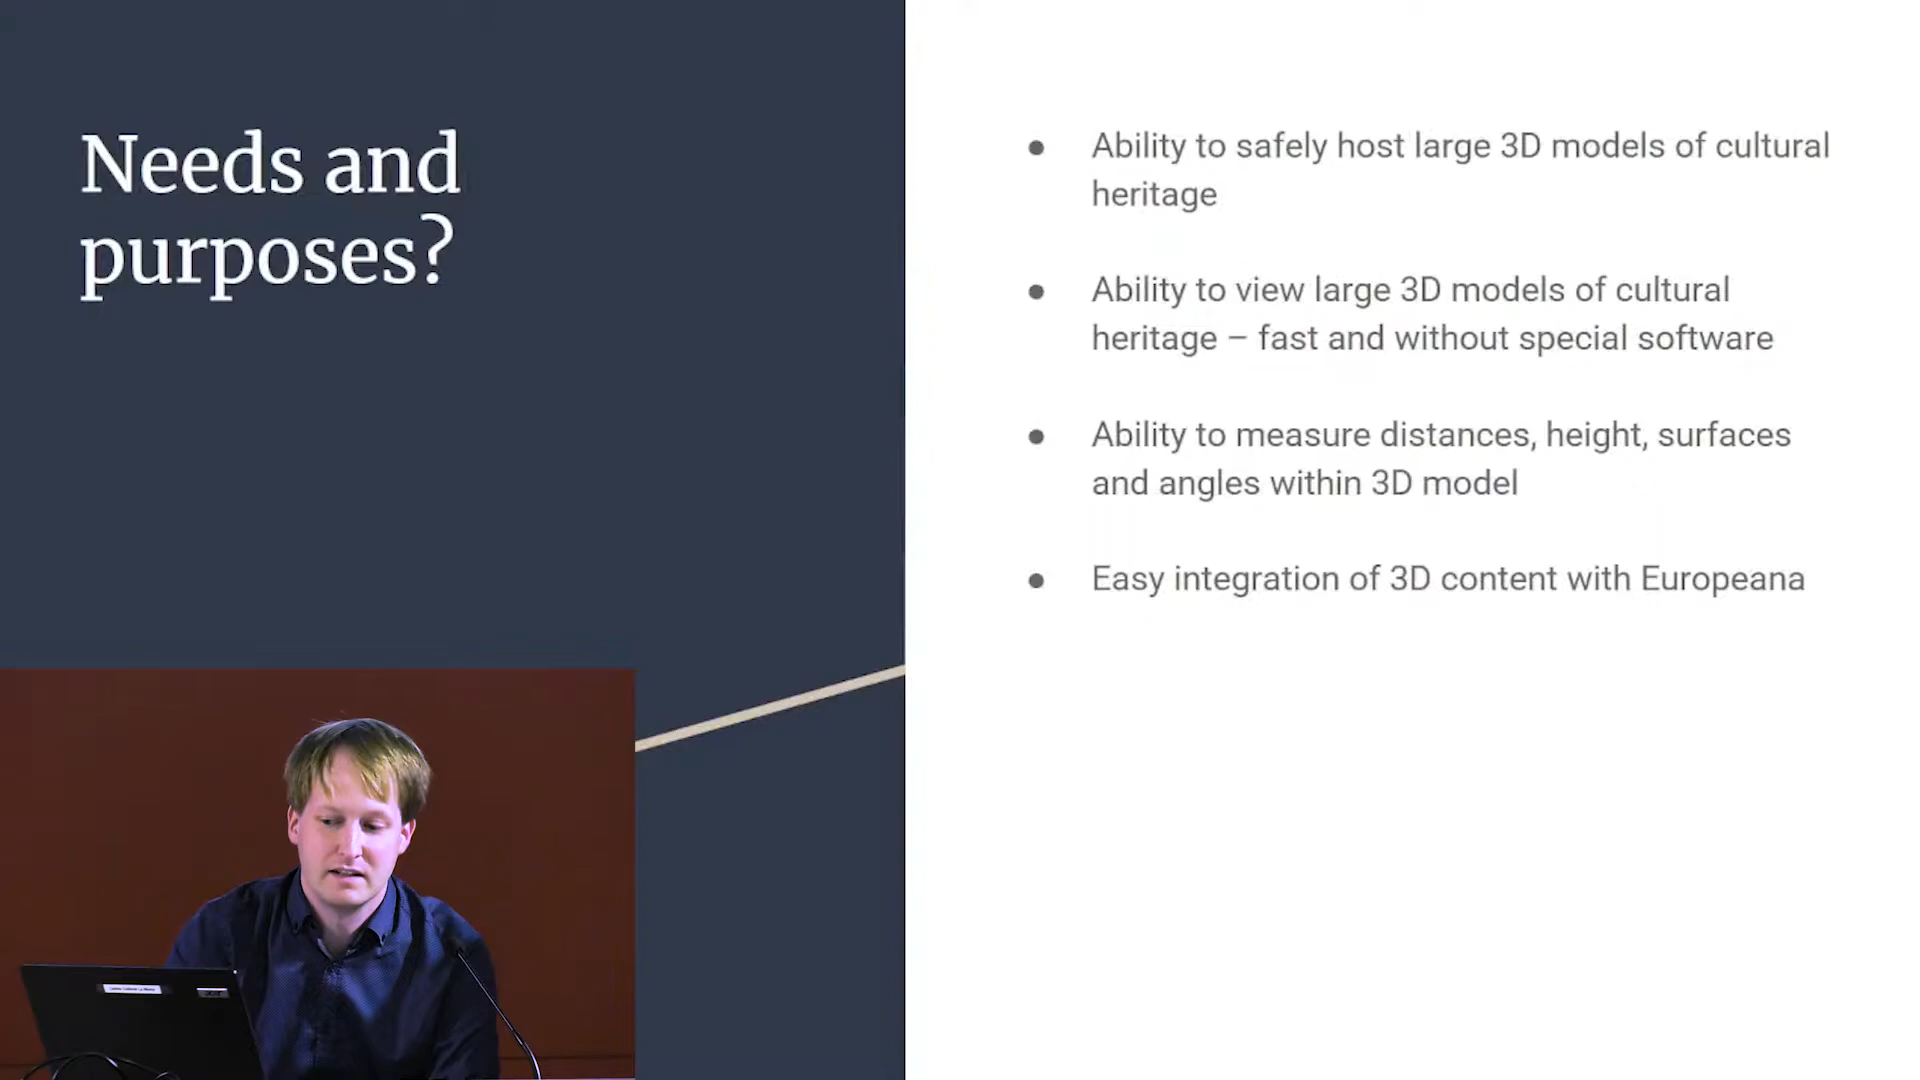 Needs and
purposes?
● Ability to safely host large 3D models of cultural
heritage
● Ability to view large 3D models of cultural
heritage – fast and without special software
● Ability to measure distances, height, surfaces
and angles within 3D model
● Easy integration of 3D content with Europeana